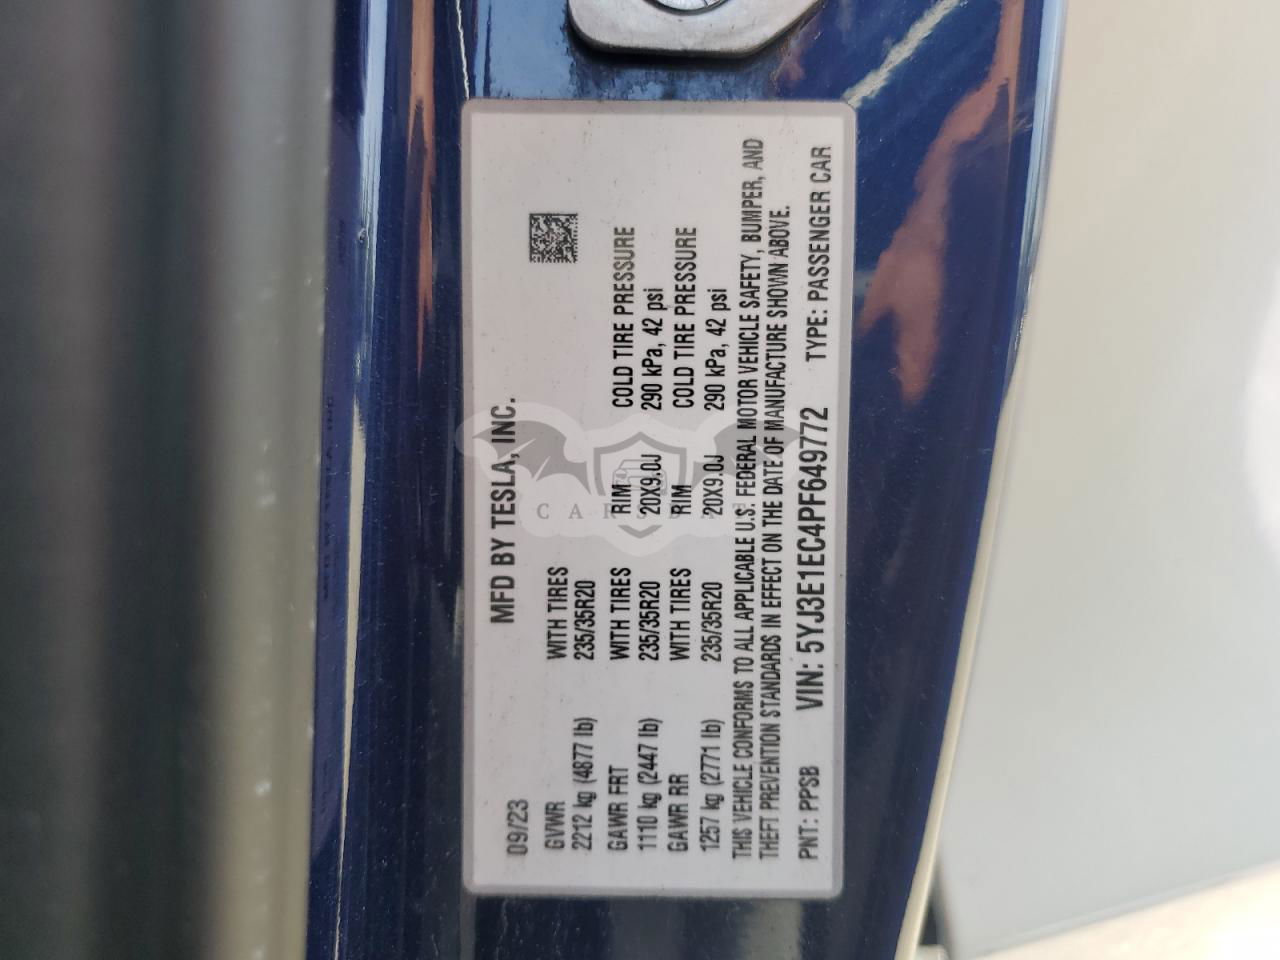 09/23 MFD BY TESLA, INC.
GVWR WITH TIRES
2212 kg (4877 lb) 235/35R20
GAWR FRT WITH TIRES RIM COLD TIRE PRESSURE
1110 kg (2447 lb) 235/35R20 20X9.0J 290 kPa, 42 psi
GAWR RR WITH TIRES RIM COLD TIRE PRESSURE
1257 kg (2771 lb) 235/35R20 20X9.0J 290 kPa, 42 psi
THIS VEHICLE CONFORMS TO ALL APPLICABLE U.S. FEDERAL MOTOR VEHICLE SAFETY, BUMPER, AND
THEFT PREVENTION STANDARDS IN EFFECT ON THE DATE OF MANUFACTURE SHOWN ABOVE.
PNT: PPSB VIN: 5YJ3E1EC4PF649772 TYPE: PASSENGER CAR